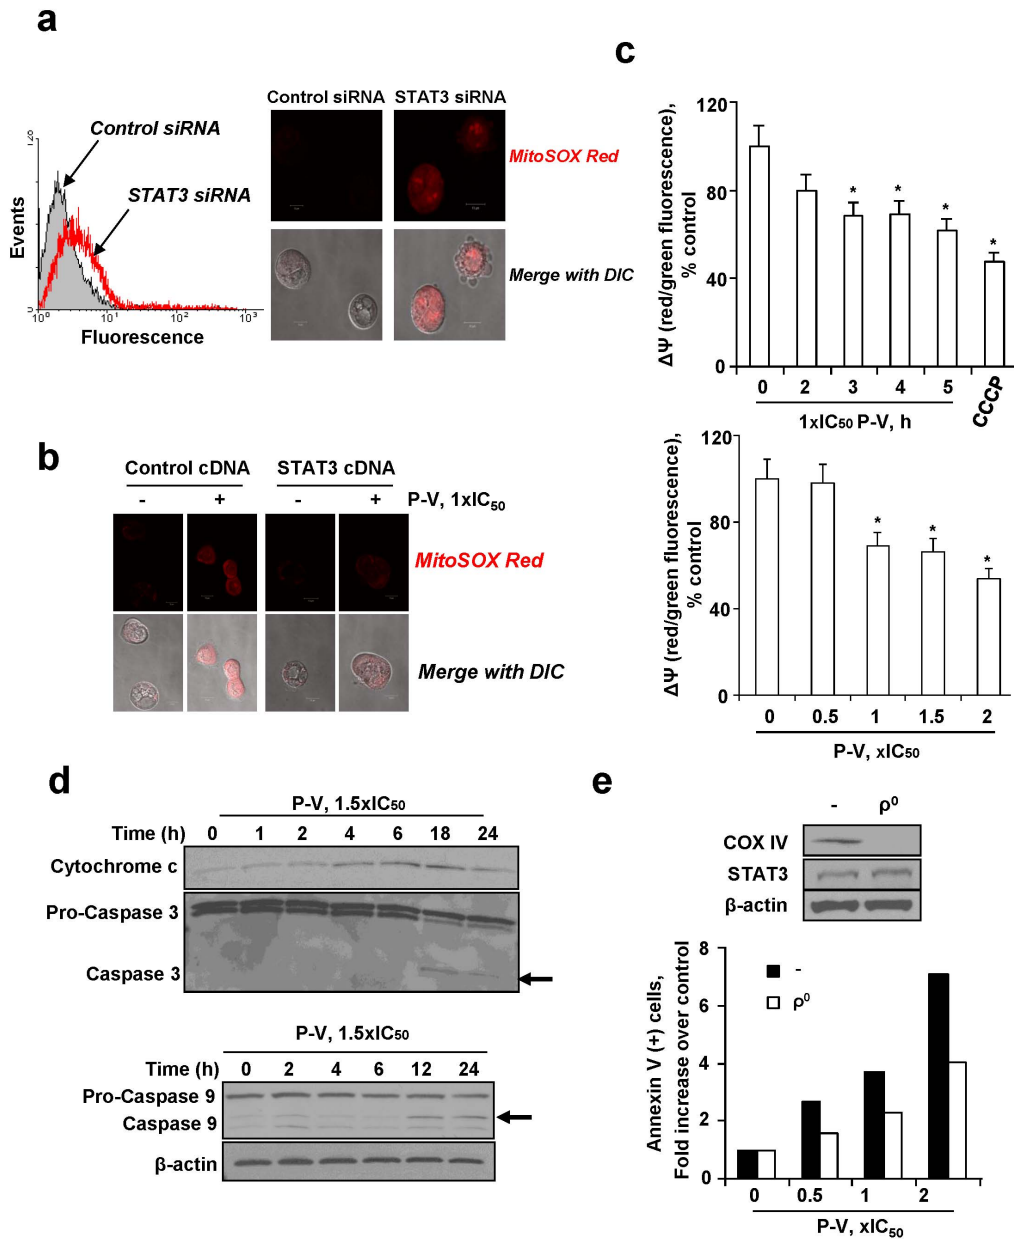 a
Control siRNA
STAT3 siRNA
Events
0
10⁰ 10¹ 10² 10³
Fluorescence
Control siRNA STAT3 siRNA
MitoSOX Red
Merge with DIC
b
Control cDNA STAT3 cDNA
- + - + P-V, 1xIC₅₀
MitoSOX Red
Merge with DIC
c
ΔΨ (red/green fluorescence),
% control
120
80
40
0
* * * *
0 2 3 4 5 CCCP
1xIC₅₀ P-V, h
ΔΨ (red/green fluorescence),
% control
120
80
40
0
* * *
0 0.5 1 1.5 2
P-V, xIC₅₀
d
P-V, 1.5xIC₅₀
Time (h) 0 1 2 4 6 18 24
Cytochrome c
Pro-Caspase 3
Caspase 3
P-V, 1.5xIC₅₀
Time (h) 0 2 4 6 12 24
Pro-Caspase 9
Caspase 9
β-actin
e
- ρ⁰
COX IV
STAT3
β-actin
Annexin V (+) cells,
Fold increase over control
8
6
4
2
0
-
ρ⁰
0 0.5 1 2
P-V, xIC₅₀